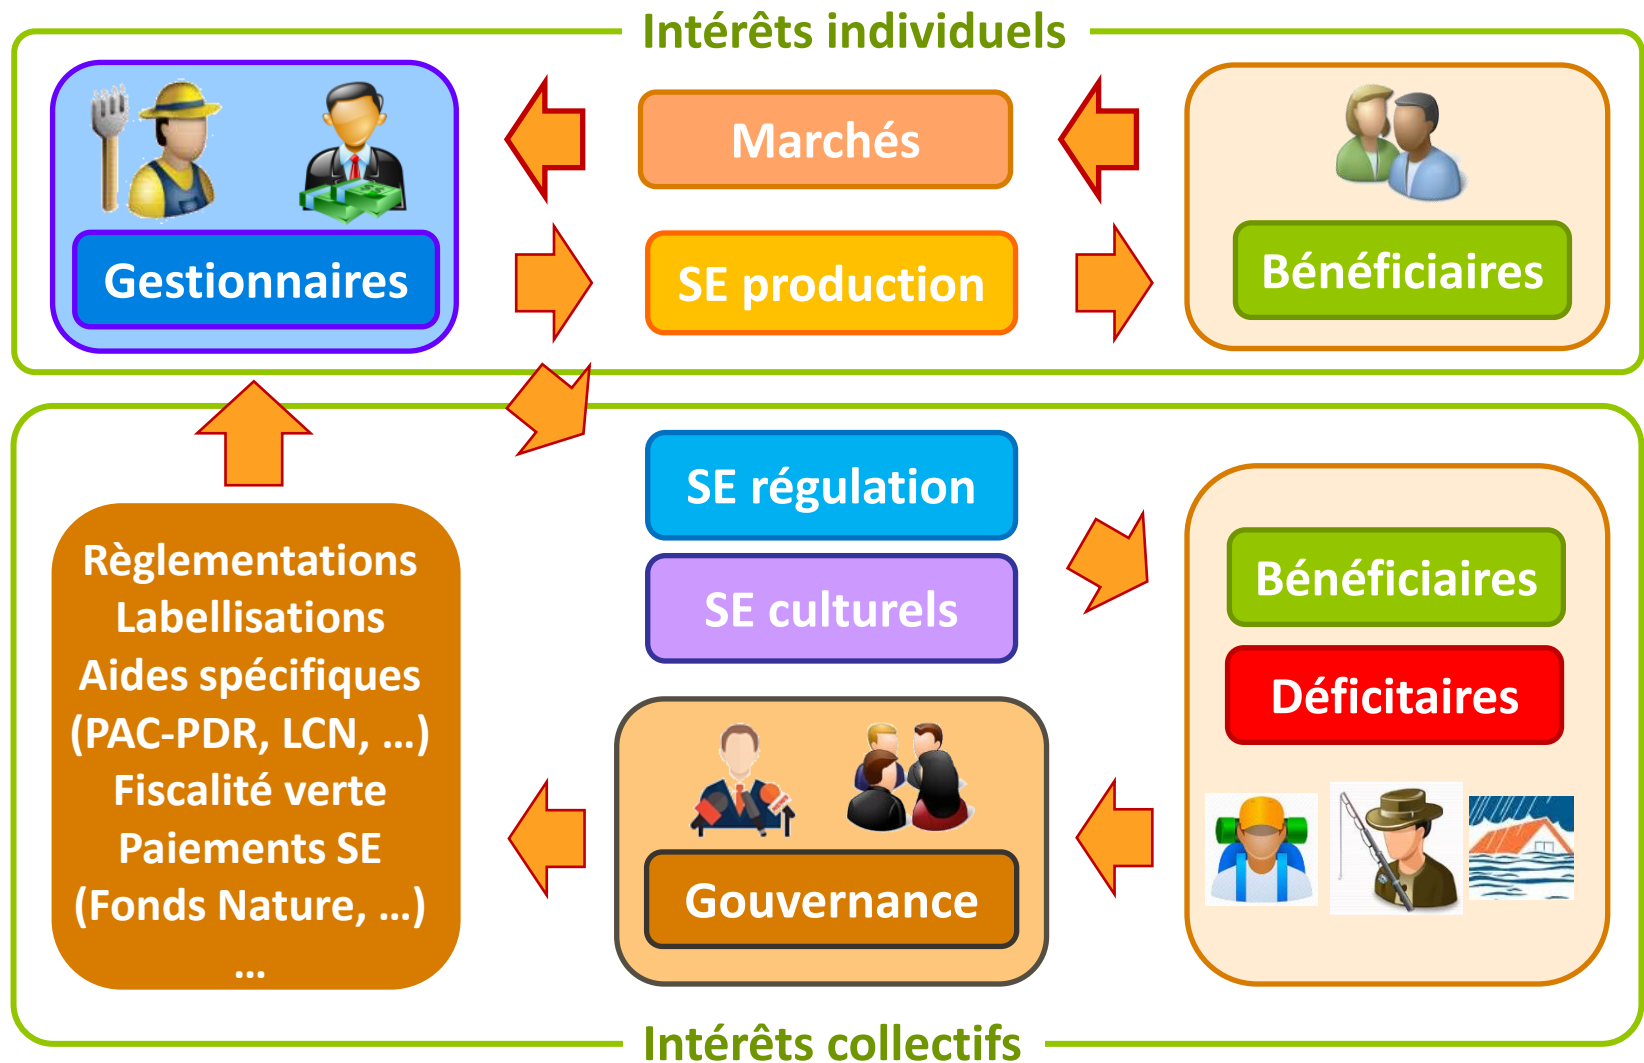 Intérêts individuels
Marchés
Gestionnaires
SE production
Bénéficiaires
SE régulation
SE culturels
Bénéficiaires
Déficitaires
Règlementations
Labellisations
Aides spécifiques
(PAC-PDR, LCN, ...)
Fiscalité verte
Paiements SE
(Fonds Nature, ...)
...
Gouvernance
Intérêts collectifs